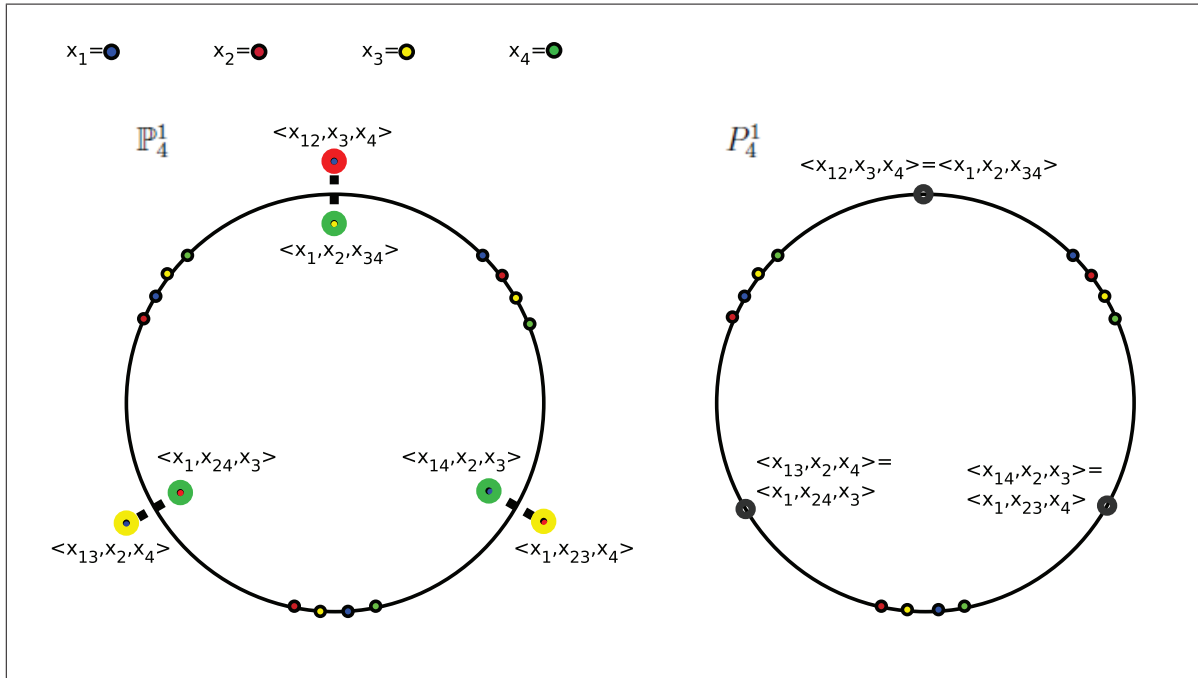 x₁= x₂= x₃= x₄=
ℙ¹₄
P¹₄
<x₁₂,x₃,x₄>
<x₁₂,x₃,x₄>=<x₁,x₂,x₃₄>
<x₁,x₂,x₃₄>
<x₁,x₂₄,x₃>
<x₁₄,x₂,x₃>
<x₁₃,x₂,x₄>=
<x₁,x₂₄,x₃>
<x₁₄,x₂,x₃>=
<x₁,x₂₃,x₄>
<x₁₃,x₂,x₄>
<x₁,x₂₃,x₄>